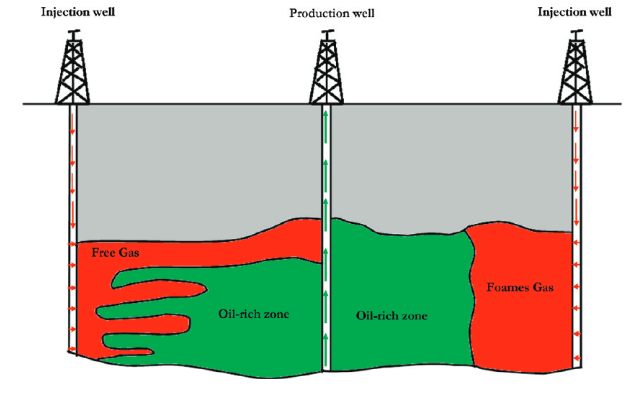 Injection well
Production well
Injection well
Free Gas
Oil-rich zone
Oil-rich zone
Foames Gas